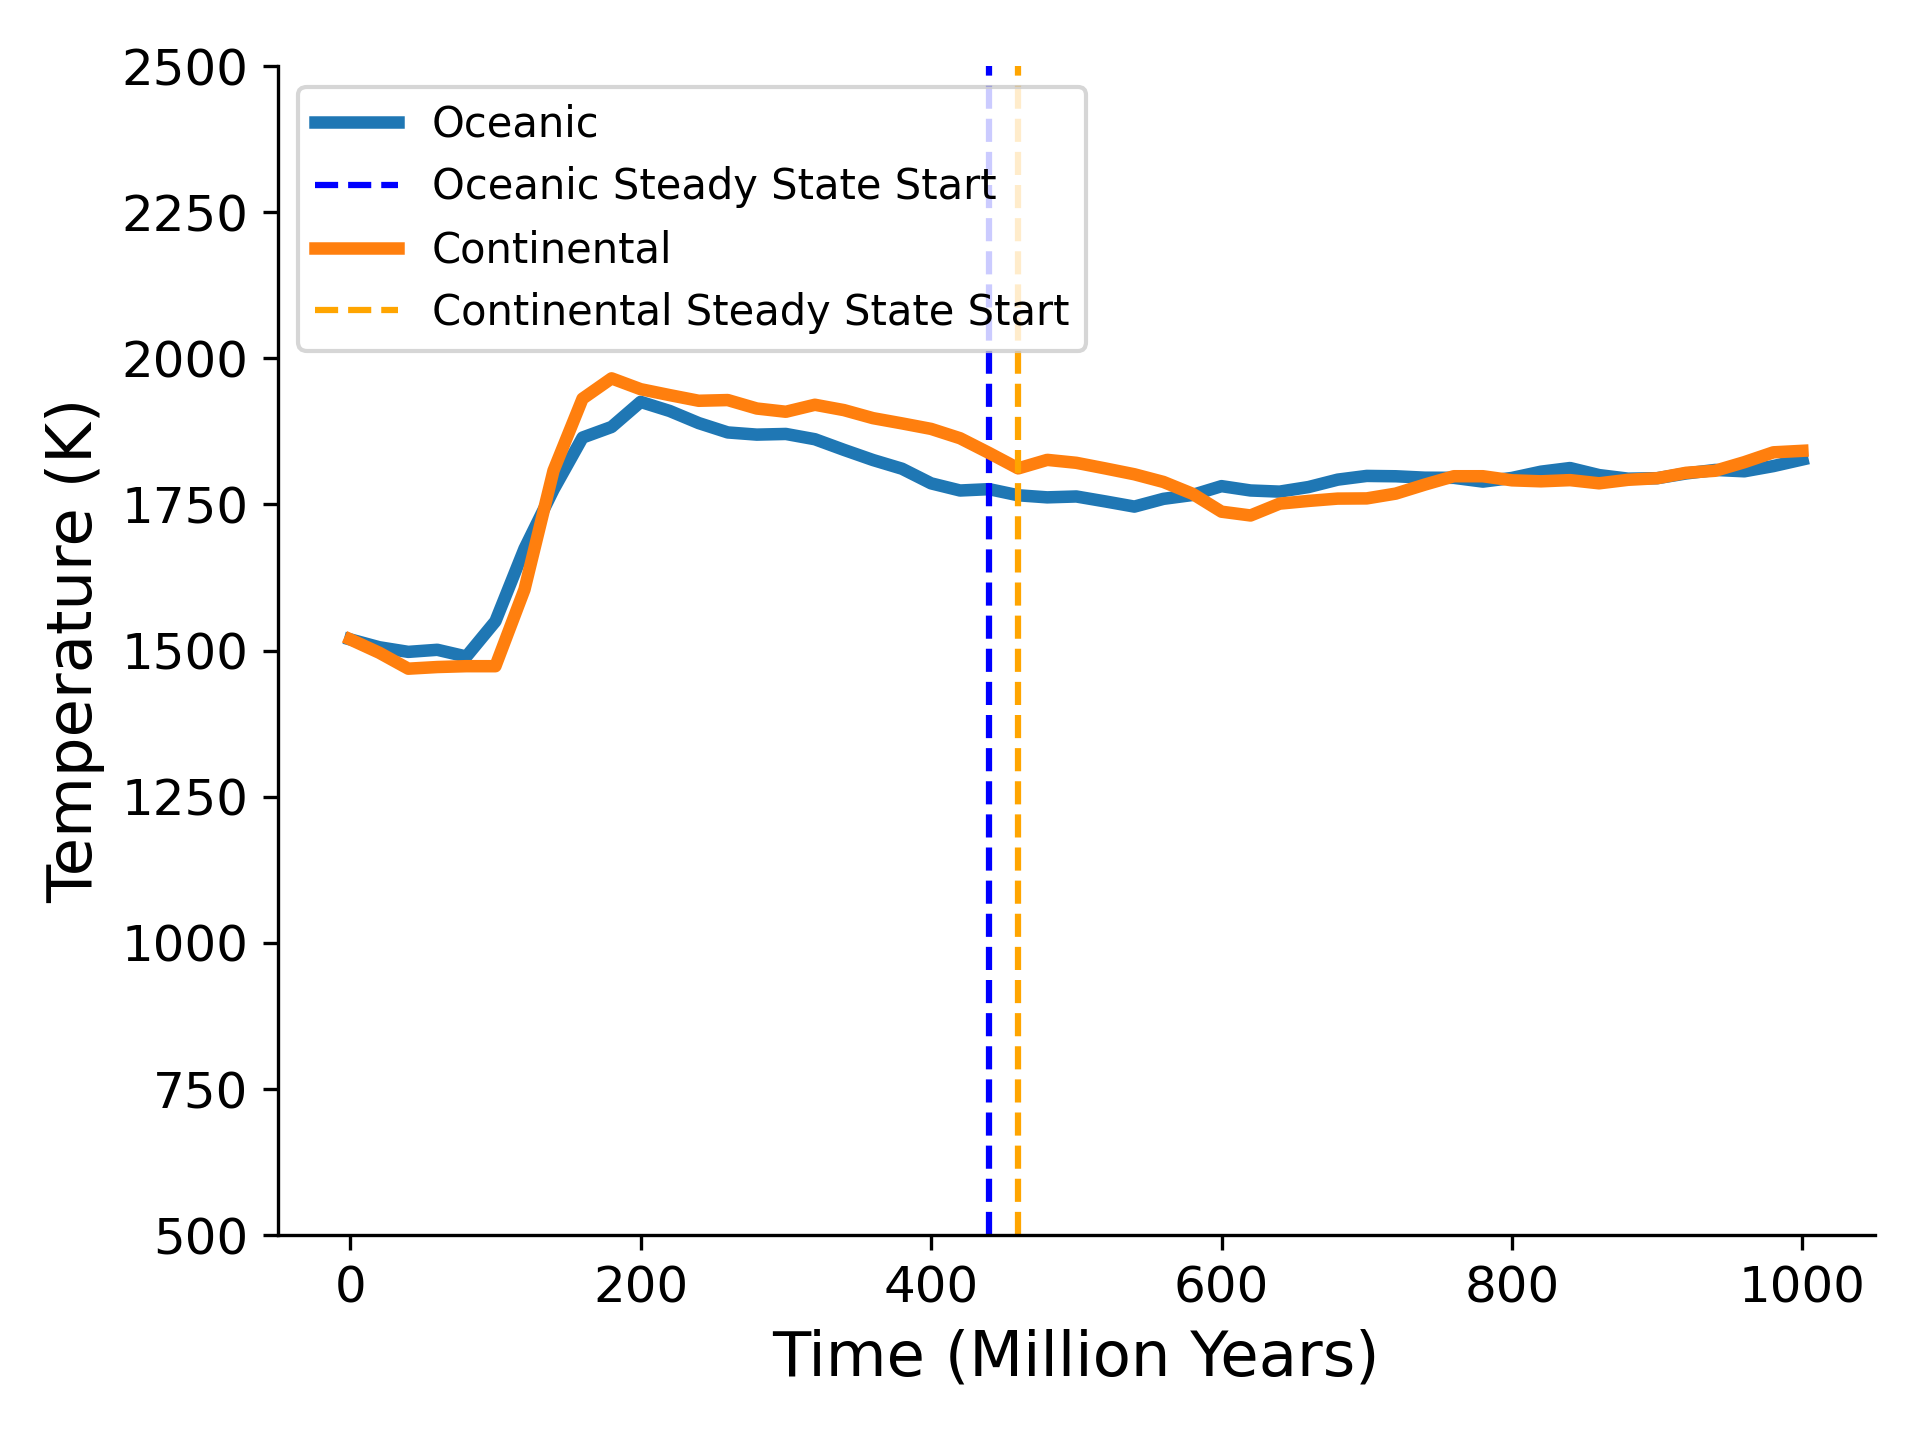 2500
2250
2000
1750
1500
1250
1000
750
500
Temperature (K)
Oceanic
Oceanic Steady State Start
Continental
Continental Steady State Start
0 200 400 600 800 1000
Time (Million Years)